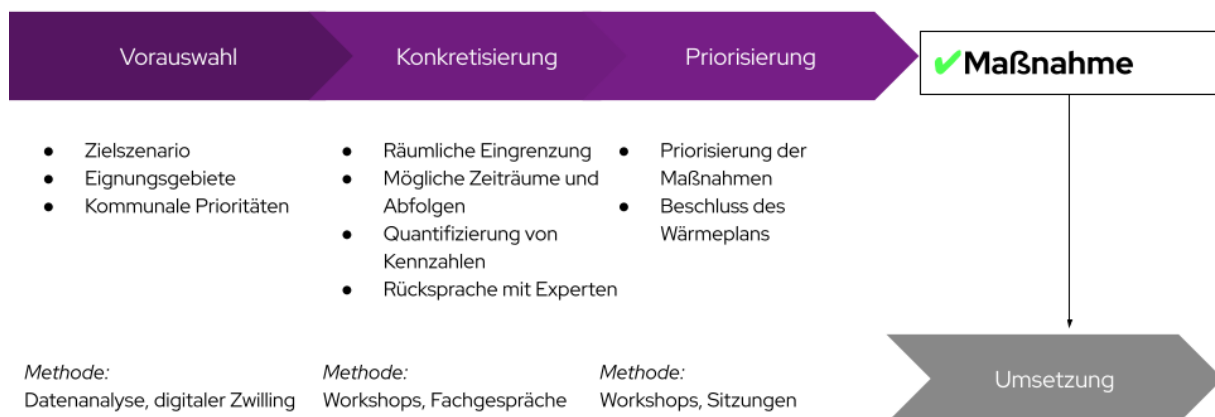 Vorauswahl
Konkretisierung
Priorisierung
✔Maßnahme
● Zielszenario
● Eignungsgebiete
● Kommunale Prioritäten
● Räumliche Eingrenzung
● Mögliche Zeiträume und
Abfolgen
● Quantifizierung von
Kennzahlen
● Rücksprache mit Experten
● Priorisierung der
Maßnahmen
● Beschluss des
Wärmeplans
Methode:
Datenanalyse, digitaler Zwilling
Methode:
Workshops, Fachgespräche
Methode:
Workshops, Sitzungen
Umsetzung